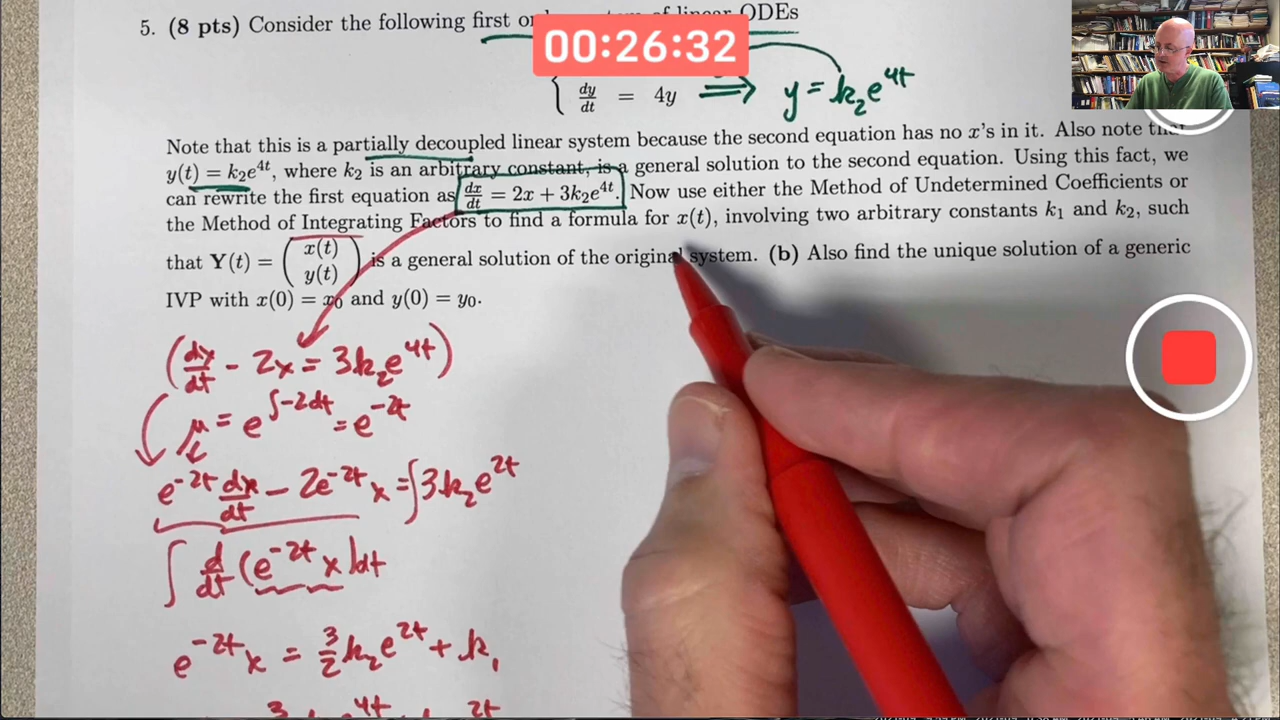 5. (8 pts) Consider the following first of linear ODEs
00:26:32
{ dy/dt = 4y ⟹ y = k₂e^{4t}
Note that this is a partially decoupled linear system because the second equation has no x's in it. Also note that
y(t) = k₂e^{4t}, where k₂ is an arbitrary constant, is a general solution to the second equation. Using this fact, we
can rewrite the first equation as dx/dt = 2x + 3k₂e^{4t}. Now use either the Method of Undetermined Coefficients or
the Method of Integrating Factors to find a formula for x(t), involving two arbitrary constants k₁ and k₂, such
that Y(t) = ( x(t) y(t) ) is a general solution of the original system. (b) Also find the unique solution of a generic
IVP with x(0) = x₀ and y(0) = y₀.
(dx/dt - 2x = 3k₂e^{4t})
μ = e^{∫-2dt} = e^{-2t}
e^{-2t} dx/dt - 2e^{-2t} x = ∫3k₂e^{2t}
∫ d/dt (e^{-2t} x) dt
e^{-2t} x = 3/2 k₂e^{2t} + k₁